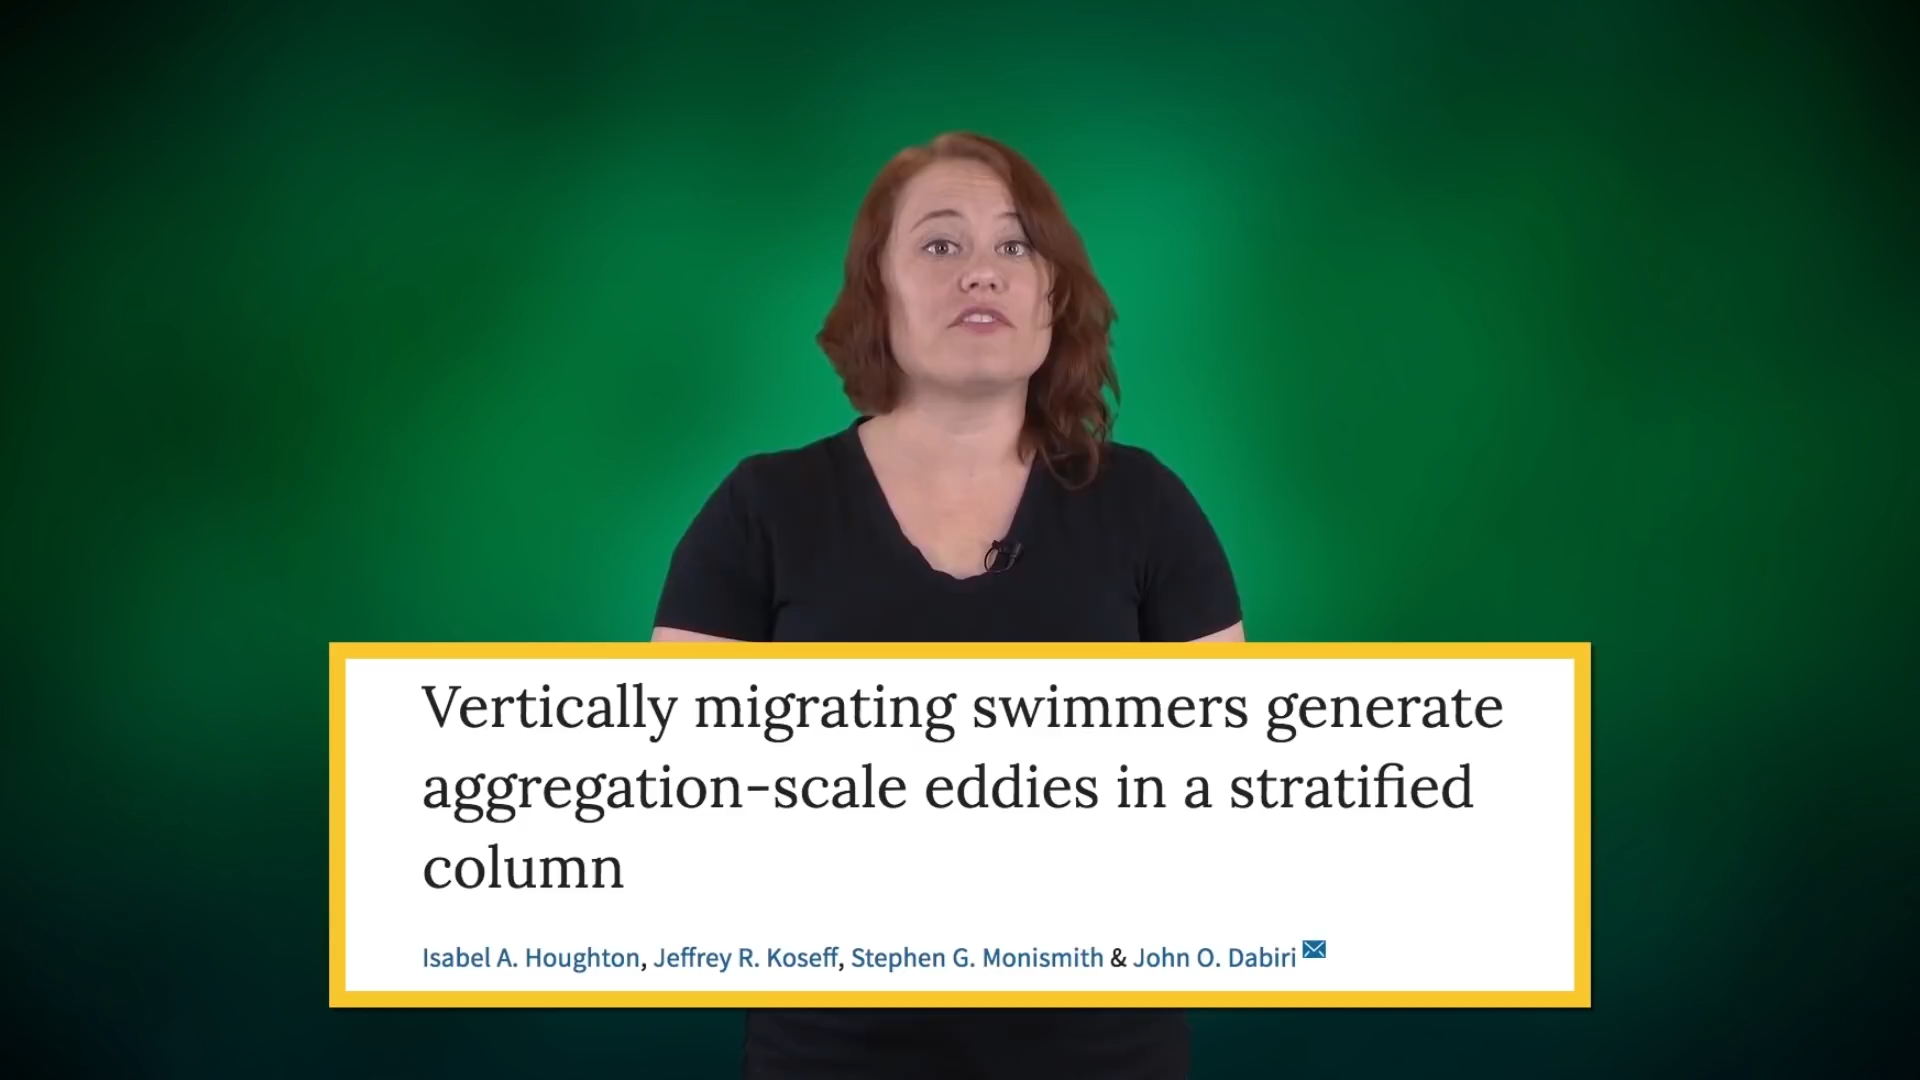 Vertically migrating swimmers generate
aggregation-scale eddies in a stratified
column
Isabel A. Houghton, Jeffrey R. Koseff, Stephen G. Monismith & John O. Dabiri